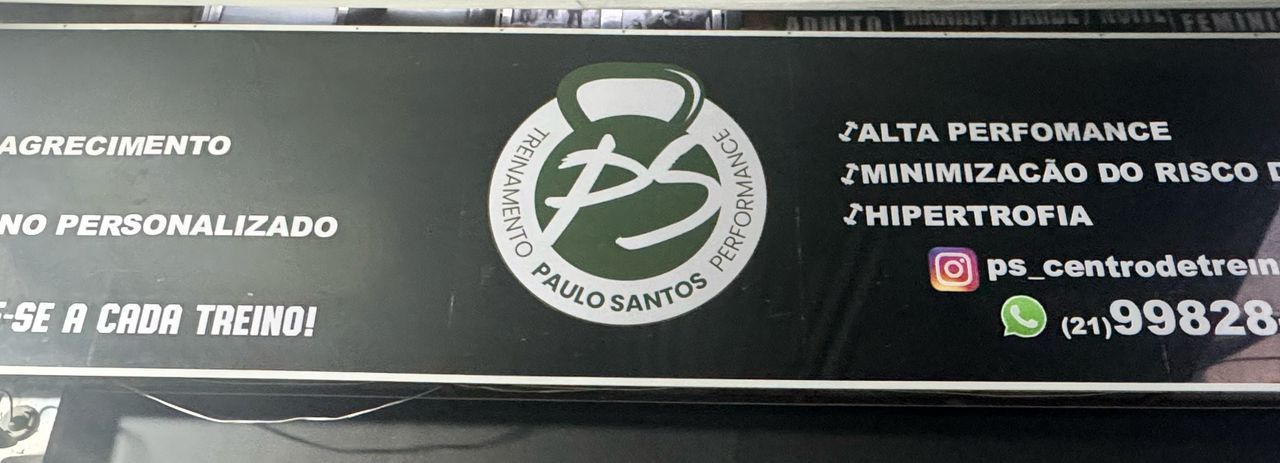 AGRECIMENTO
NO PERSONALIZADO
-SE A CADA TREINO!
TREINAMENTO
PERFORMANCE
PS
PAULO SANTOS
ALTA PERFOMANCE
MINIMIZACÃO DO RISCO D
HIPERTROFIA
ps_centrodetrein
(21)99828